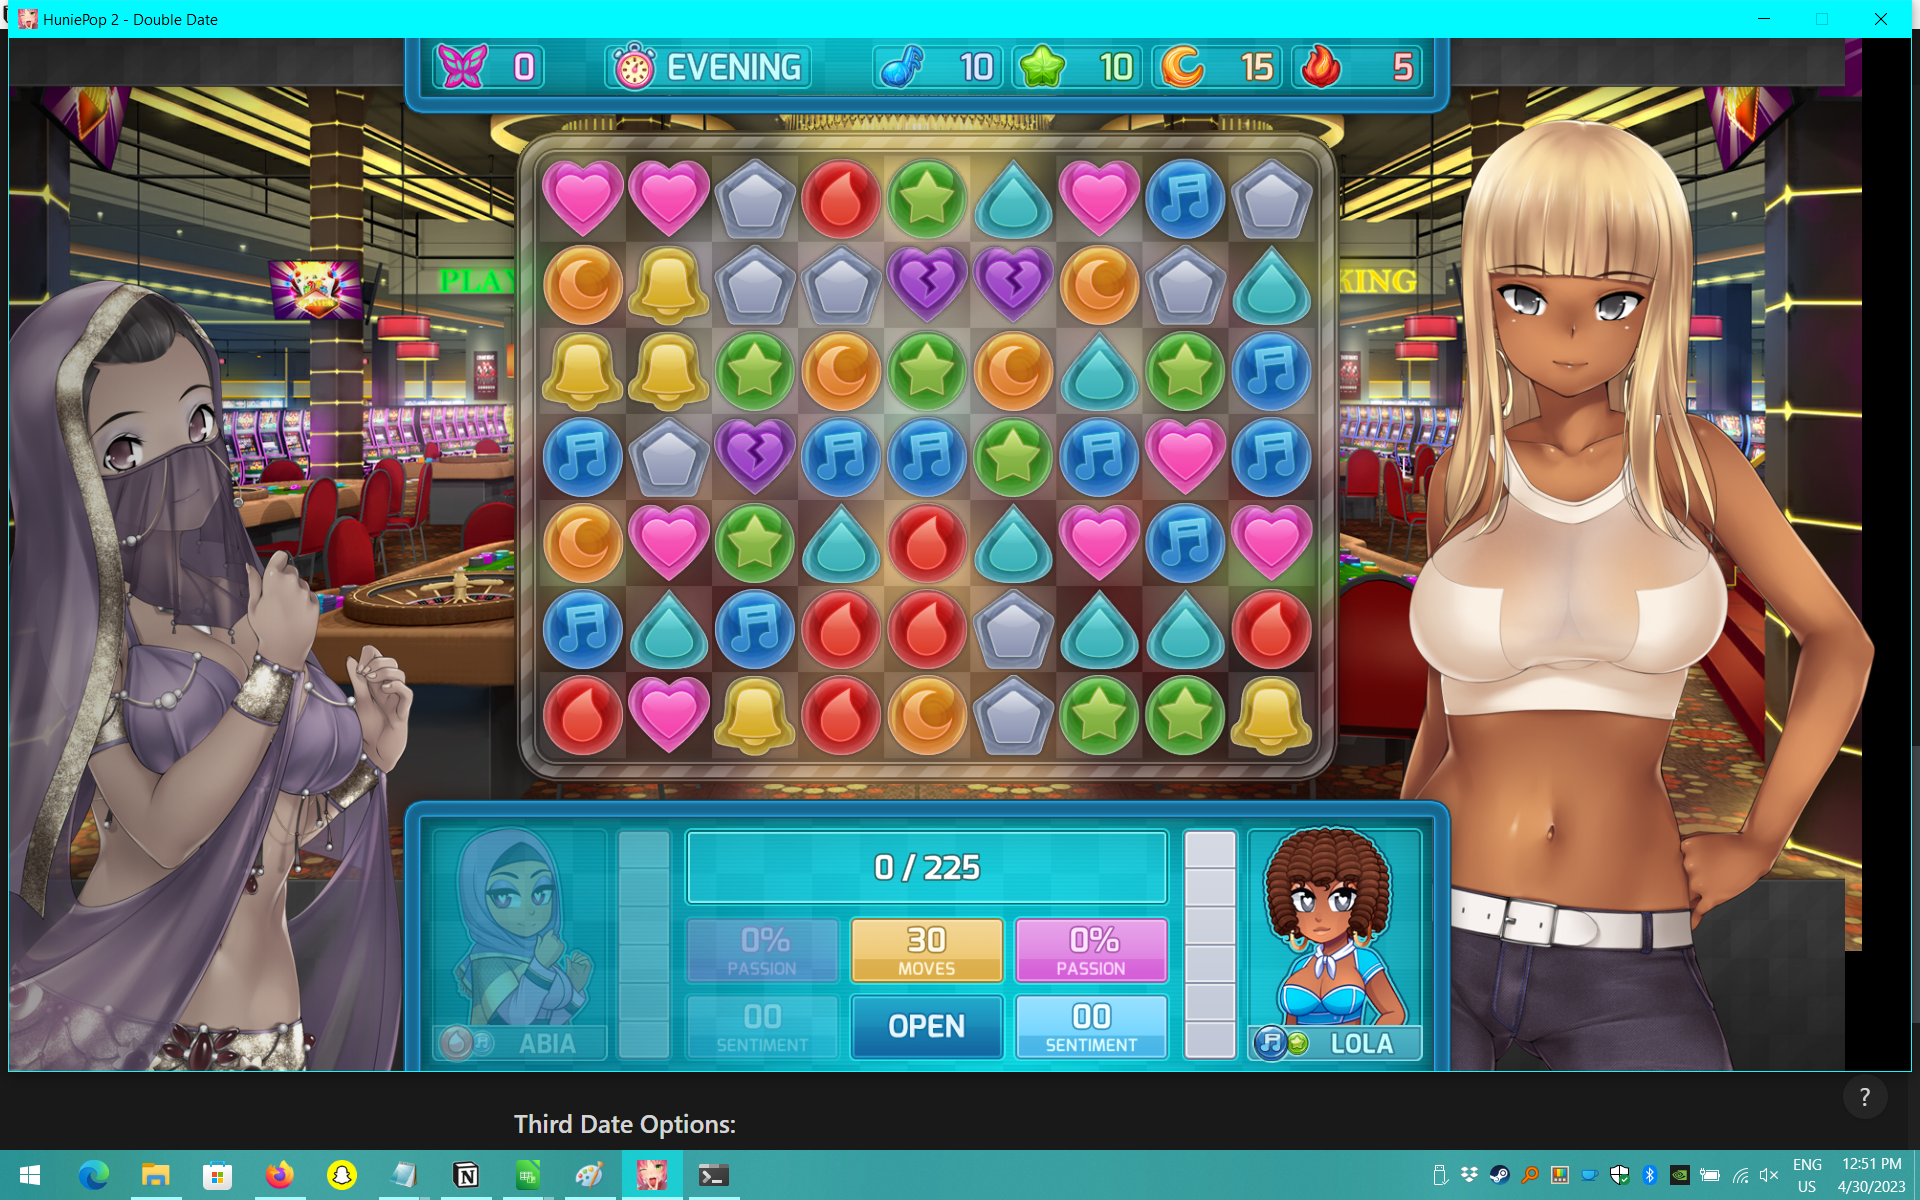 HuniePop 2 - Double Date
0
EVENING
10
10
15
5
PLAY
KING
0 / 225
0%
PASSION
30
MOVES
0%
PASSION
00
SENTIMENT
OPEN
00
SENTIMENT
ABIA
LOLA
?
Third Date Options:
ENG
US
12:51 PM
4/30/2023